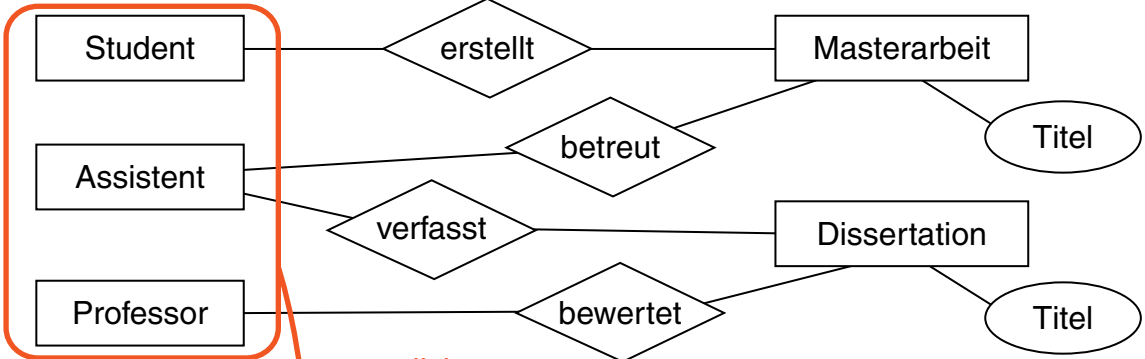 Student
erstellt
Masterarbeit
betreut
Titel
Assistent
verfasst
Dissertation
Professor
bewertet
Titel